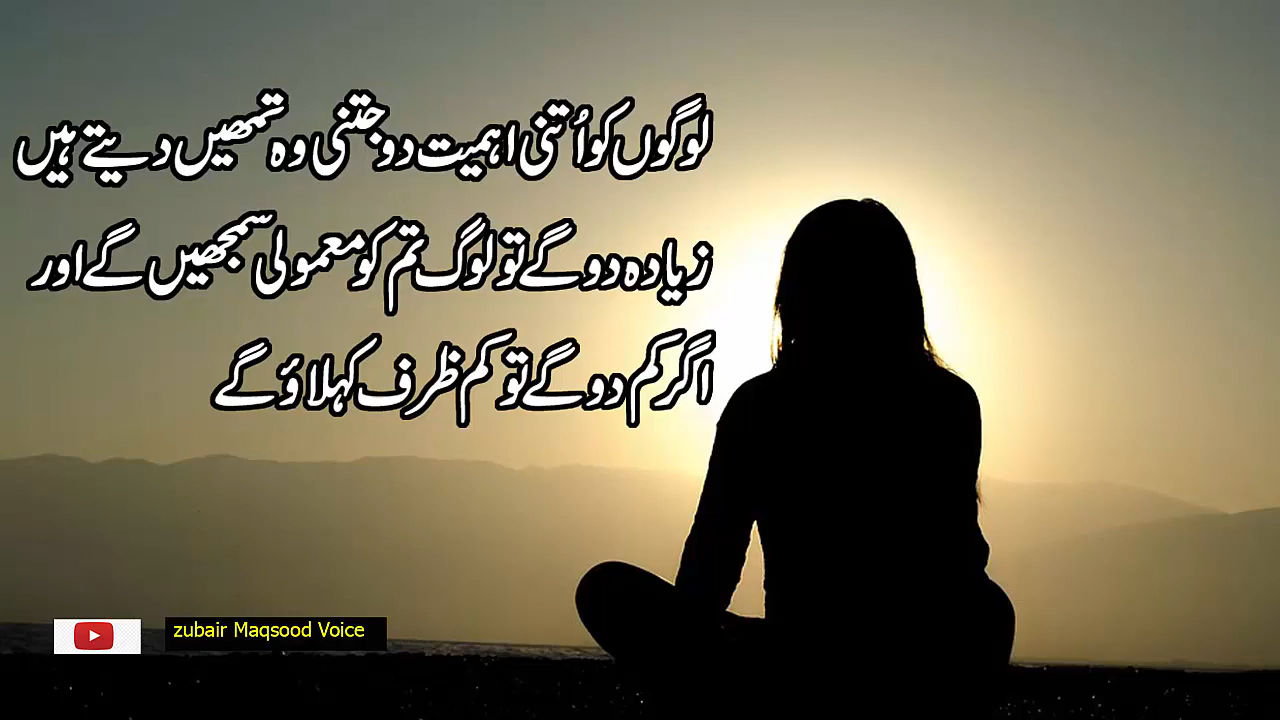 لوگوں کو اُتنی اہمیت دو جتنی وہ تمھیں دیتے ہیں
زیادہ دو گے تو لوگ تم کو معمولی سمجھیں گے اور
اگر کم دو گے تو کم ظرف کہلاؤ گے
zubair Maqsood Voice